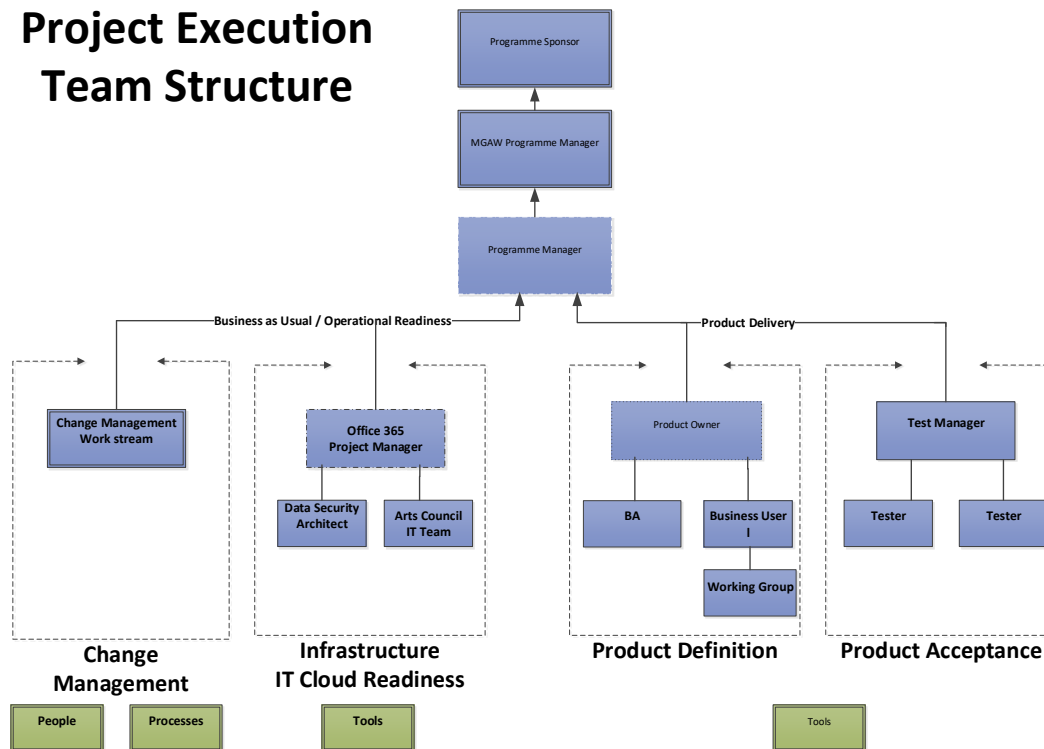 Project Execution
Team Structure
Programme Sponsor
MGAW Programme Manager
Programme Manager
Business as Usual / Operational Readiness
Product Delivery
Change Management
Work stream
Office 365
Project Manager
Data Security
Architect
Arts Council
IT Team
Product Owner
BA
Business User
I
Working Group
Test Manager
Tester
Tester
Change
Management
Infrastructure
IT Cloud Readiness
Product Definition
Product Acceptance
People
Processes
Tools
Tools